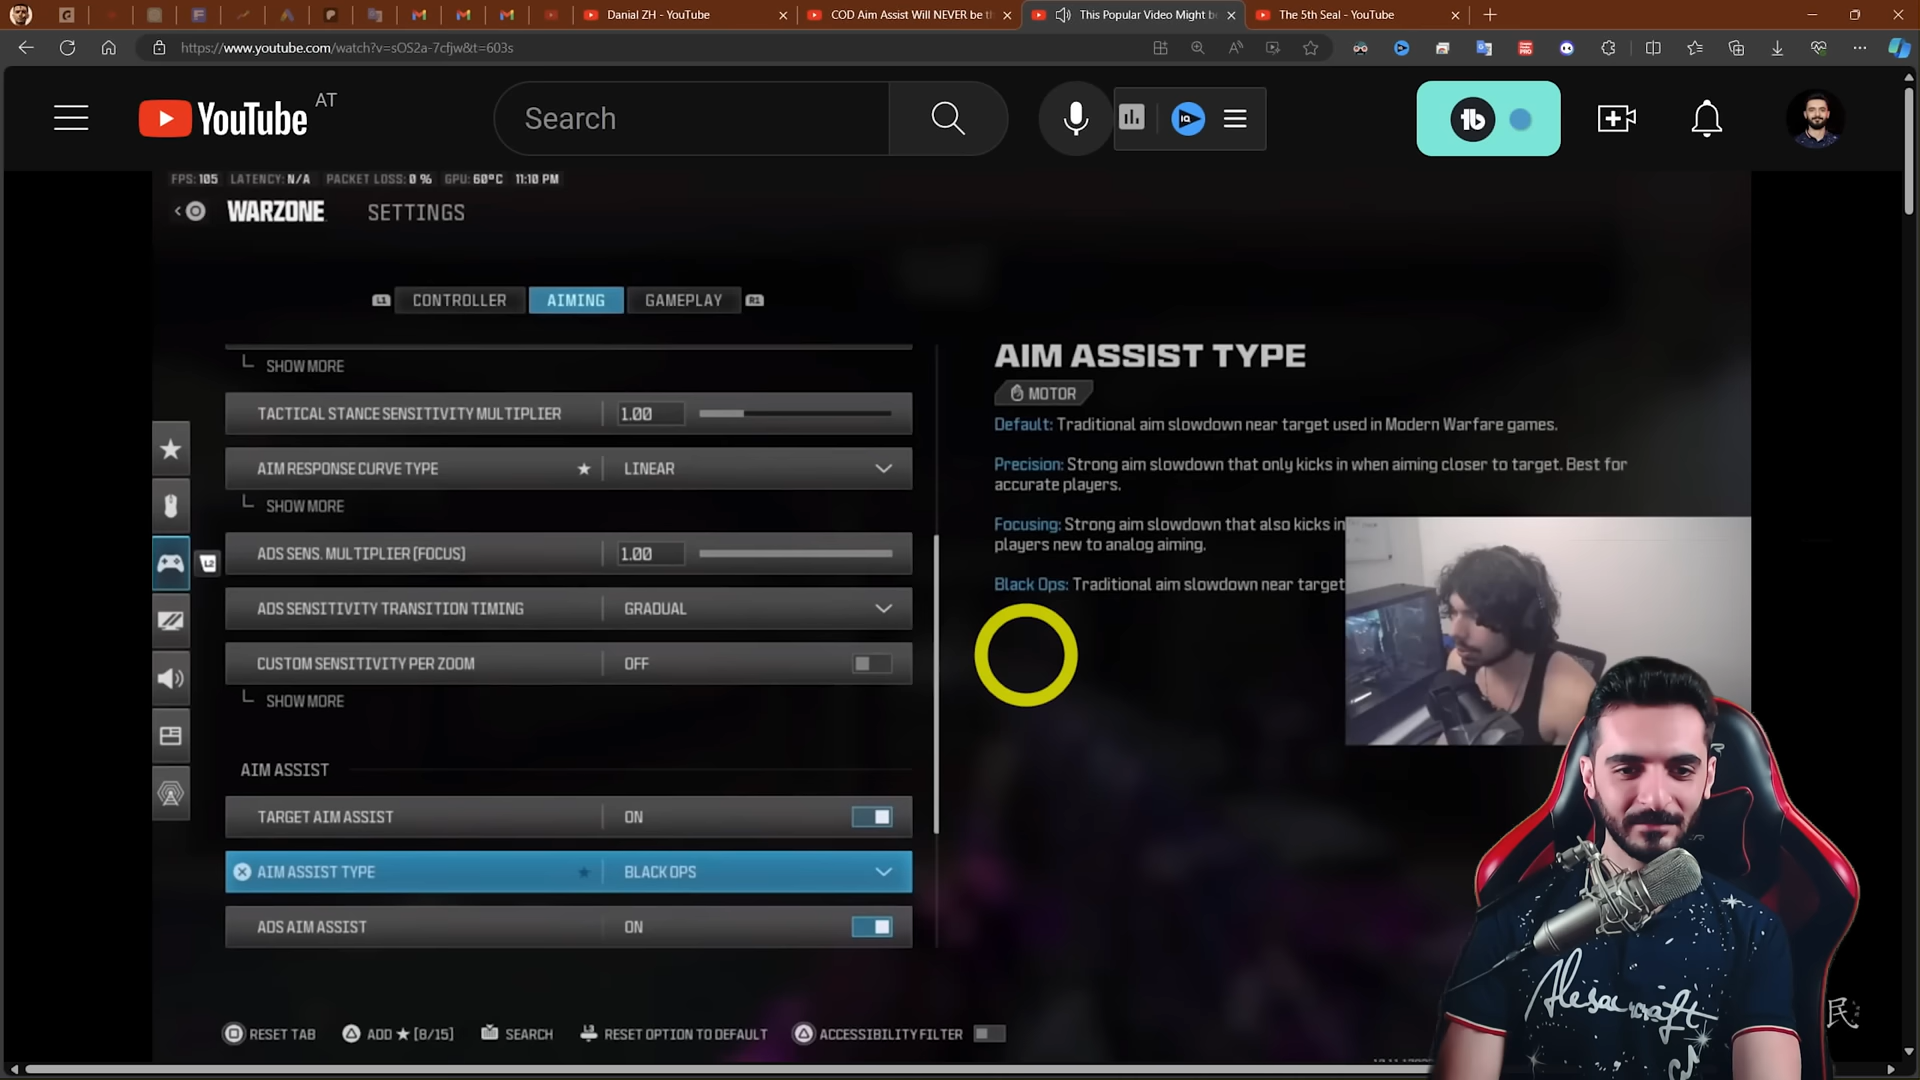 Danial ZH - YouTube
COD Aim Assist Will NEVER be th
This Popular Video Might b
The 5th Seal - YouTube
https://www.youtube.com/watch?v=sOS2a-7cfjw&t=603s
YouTube AT
Search
FPS: 105 LATENCY: N/A PACKET LOSS: 0 % GPU: 60°C 11:10 PM
WARZONE SETTINGS
L1 CONTROLLER AIMING GAMEPLAY R1
SHOW MORE
TACTICAL STANCE SENSITIVITY MULTIPLIER 1.00
AIM RESPONSE CURVE TYPE LINEAR
SHOW MORE
L2
ADS SENS. MULTIPLIER (FOCUS) 1.00
ADS SENSITIVITY TRANSITION TIMING GRADUAL
CUSTOM SENSITIVITY PER ZOOM OFF
SHOW MORE
AIM ASSIST
TARGET AIM ASSIST ON
AIM ASSIST TYPE BLACK OPS
ADS AIM ASSIST ON
AIM ASSIST TYPE
MOTOR
Default: Traditional aim slowdown near target used in Modern Warfare games.
Precision: Strong aim slowdown that only kicks in when aiming closer to target. Best for
accurate players.
Focusing: Strong aim slowdown that also kicks in
players new to analog aiming.
Black Ops: Traditional aim slowdown near target
RESET TAB ADD ★ [8/15] SEARCH RESET OPTION TO DEFAULT ACCESSIBILITY FILTER